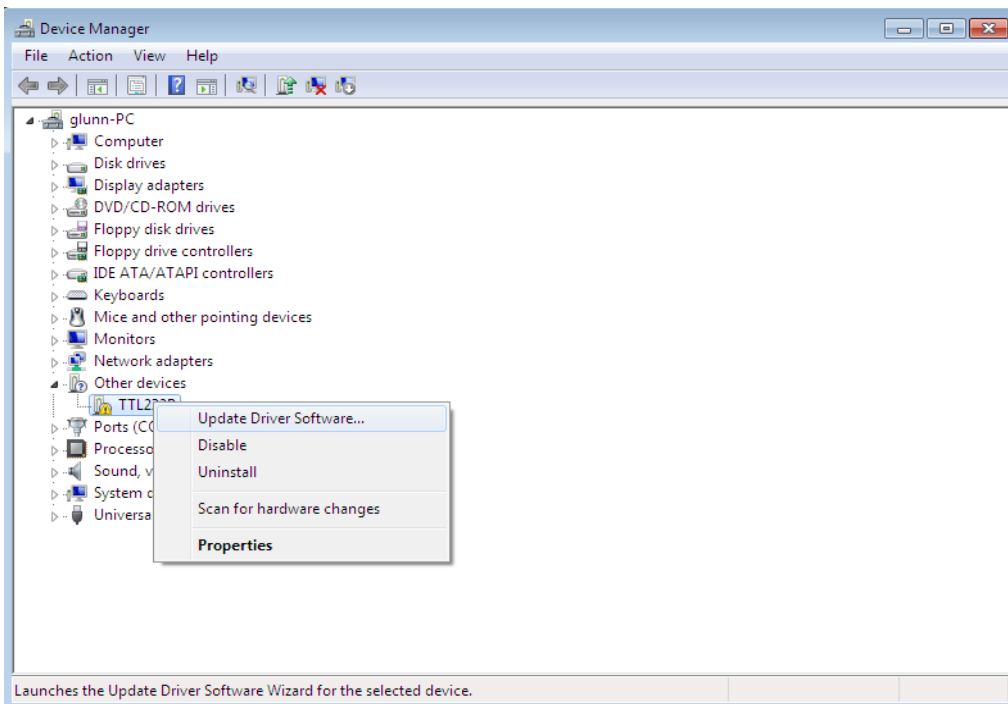 Device Manager
File Action View Help
glunn-PC
Computer
Disk drives
Display adapters
DVD/CD-ROM drives
Floppy disk drives
Floppy drive controllers
IDE ATA/ATAPI controllers
Keyboards
Mice and other pointing devices
Monitors
Network adapters
Other devices
Ports
Sound,
System
Update Driver Software...
Disable
Uninstall
Scan for hardware changes
Properties
Launches the Update Driver Software Wizard for the selected device.